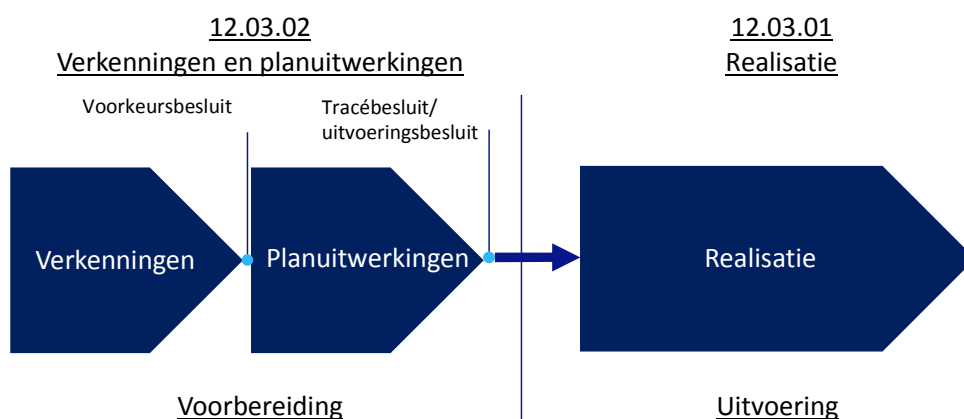 12.03.02
Verkenningen en planuitwerkingen
12.03.01
Realisatie
Voorkeursbesluit
Tracébesluit/
uitvoeringsbesluit
Verkenningen
Planuitwerkingen
Realisatie
Voorbereiding
Uitvoering